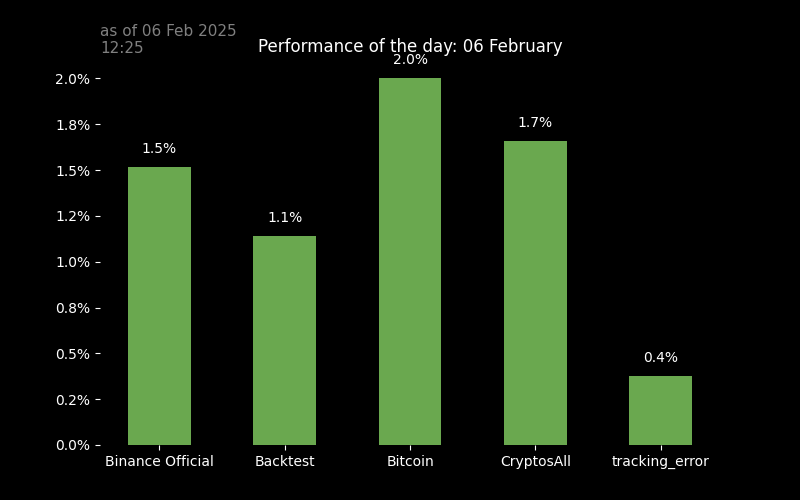 as of 06 Feb 2025
12:25
Performance of the day: 06 February
2.0%
1.8%
1.5%
1.2%
1.0%
0.8%
0.5%
0.2%
0.0%
1.5%
1.1%
2.0%
1.7%
0.4%
Binance Official
Backtest
Bitcoin
CryptosAll
tracking_error